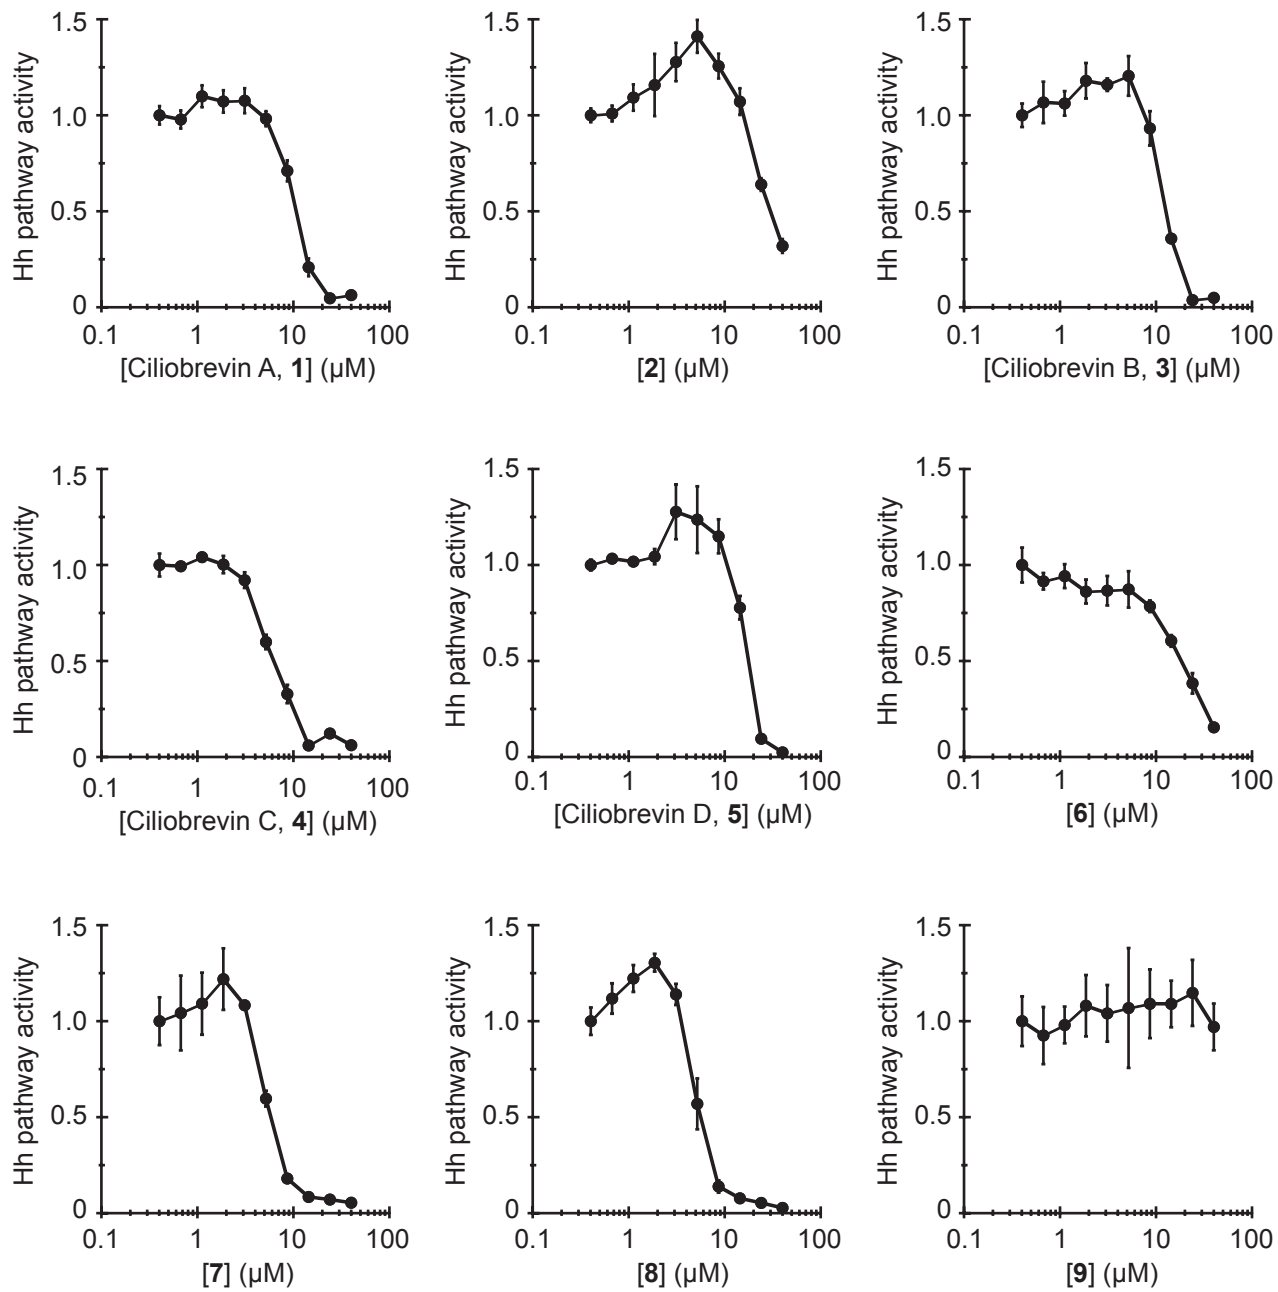 Hh pathway activity
1.5
1.0
0.5
0
0.1 1 10 100
[Ciliobrevin A, 1] (µM)
Hh pathway activity
1.5
1.0
0.5
0
0.1 1 10 100
[2] (µM)
Hh pathway activity
1.5
1.0
0.5
0
0.1 1 10 100
[Ciliobrevin B, 3] (µM)
Hh pathway activity
1.5
1.0
0.5
0
0.1 1 10 100
[Ciliobrevin C, 4] (µM)
Hh pathway activity
1.5
1.0
0.5
0
0.1 1 10 100
[Ciliobrevin D, 5] (µM)
Hh pathway activity
1.5
1.0
0.5
0
0.1 1 10 100
[6] (µM)
Hh pathway activity
1.5
1.0
0.5
0
0.1 1 10 100
[7] (µM)
Hh pathway activity
1.5
1.0
0.5
0
0.1 1 10 100
[8] (µM)
Hh pathway activity
1.5
1.0
0.5
0
0.1 1 10 100
[9] (µM)